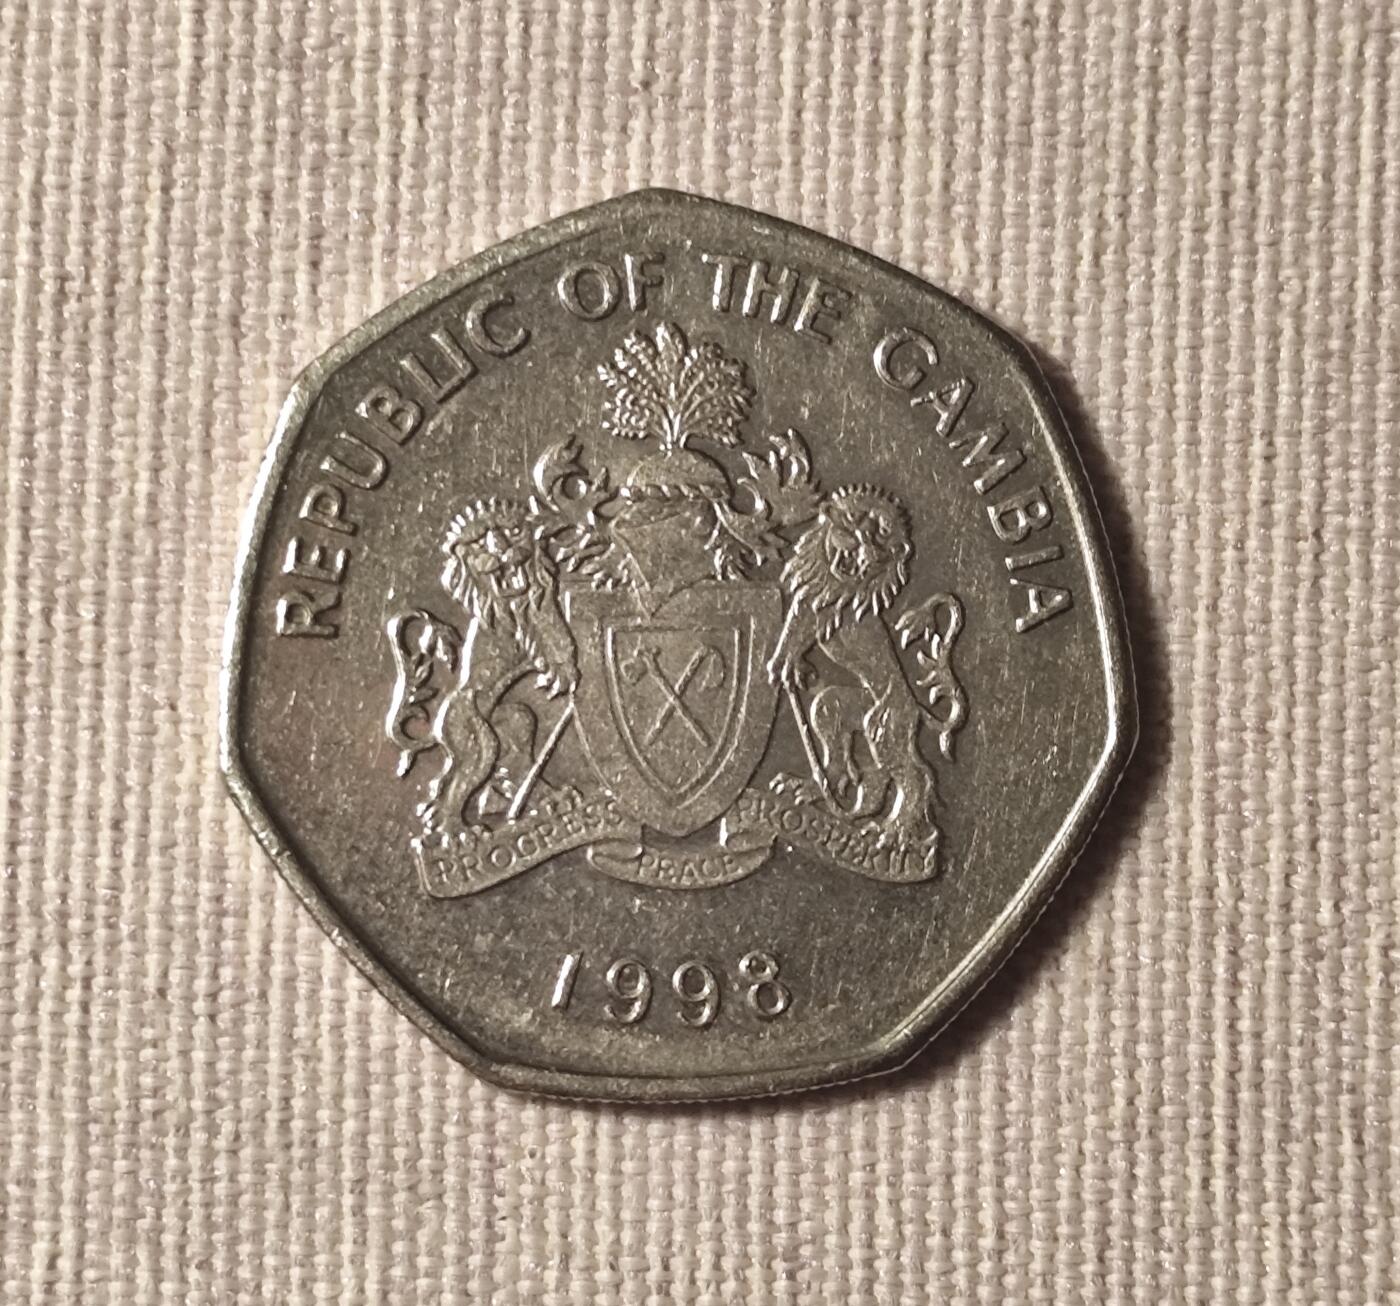 REPUBLIC OF THE GAMBIA
PROGRESS PEACE PROSPERITY
1998